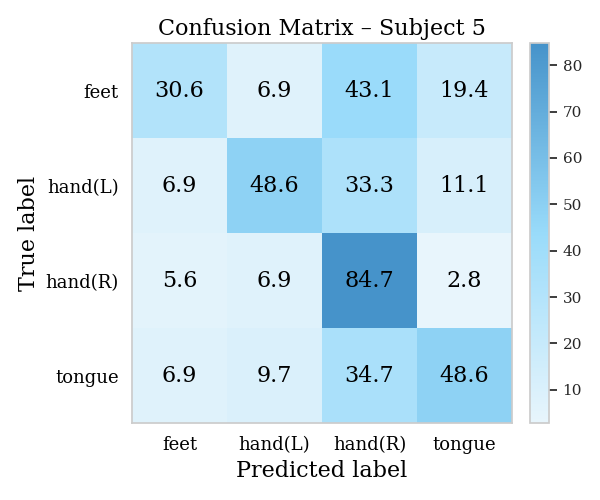 Confusion Matrix – Subject 5
feet 30.6 6.9 43.1 19.4
hand(L) 6.9 48.6 33.3 11.1
hand(R) 5.6 6.9 84.7 2.8
tongue 6.9 9.7 34.7 48.6
feet hand(L) hand(R) tongue
Predicted label
True label
80
70
60
50
40
30
20
10